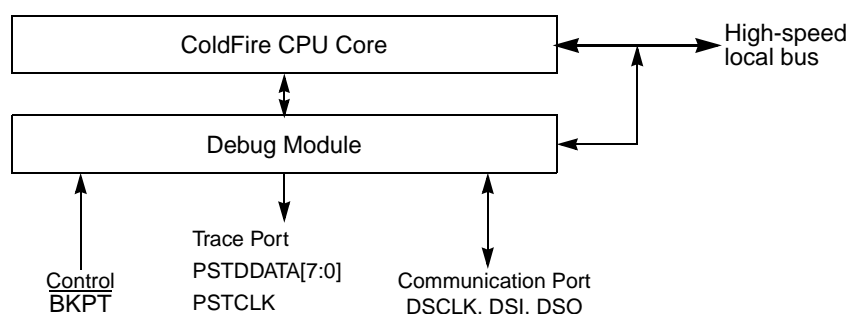 ColdFire CPU Core
High-speed
local bus
Debug Module
Control
BKPT
Trace Port
PSTDDATA[7:0]
PSTCLK
Communication Port
DSCLK, DSI, DSO